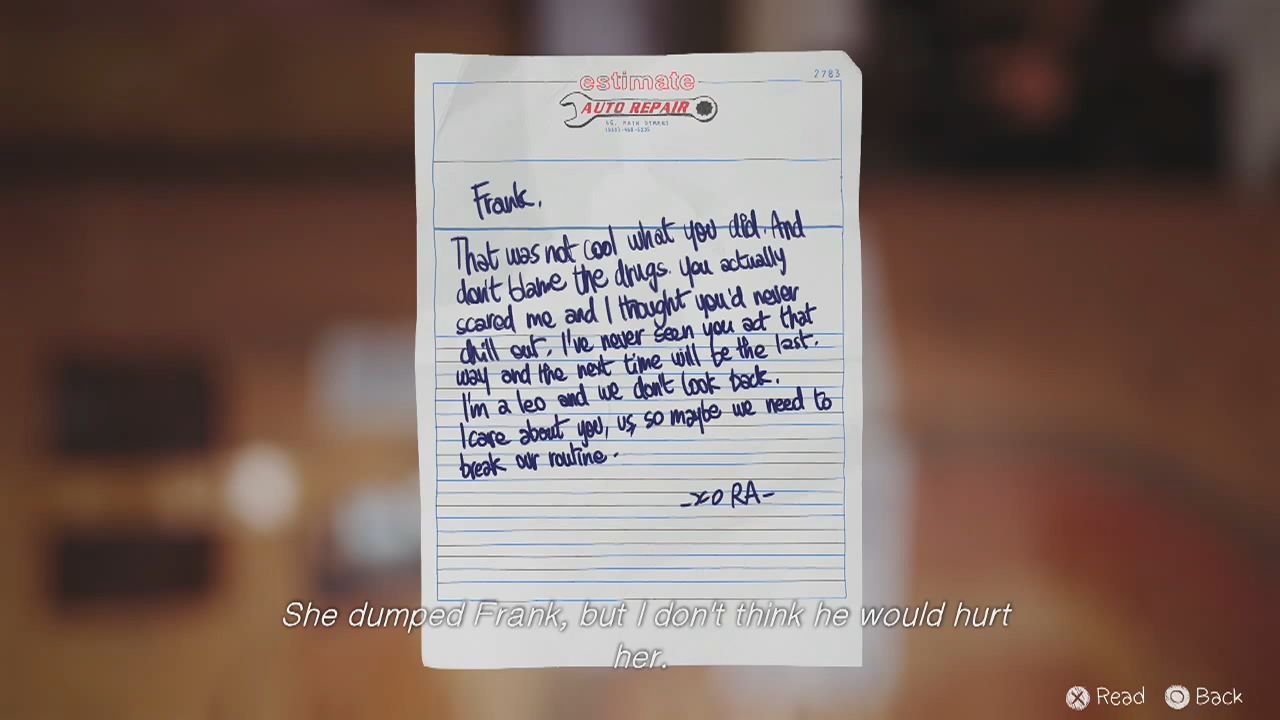 2783
estimate
AUTO REPAIR
Frank,
That was not cool what you did. And
don't blame the drugs. You actually
scared me and I thought you'd never
chill out. I've never seen you act that
way and the next time will be the last.
I'm a leo and we don't look back.
I care about you, us, so maybe we need to
break our routine.
-xo RA-
She dumped Frank, but I don't think he would hurt
her.
Read Back